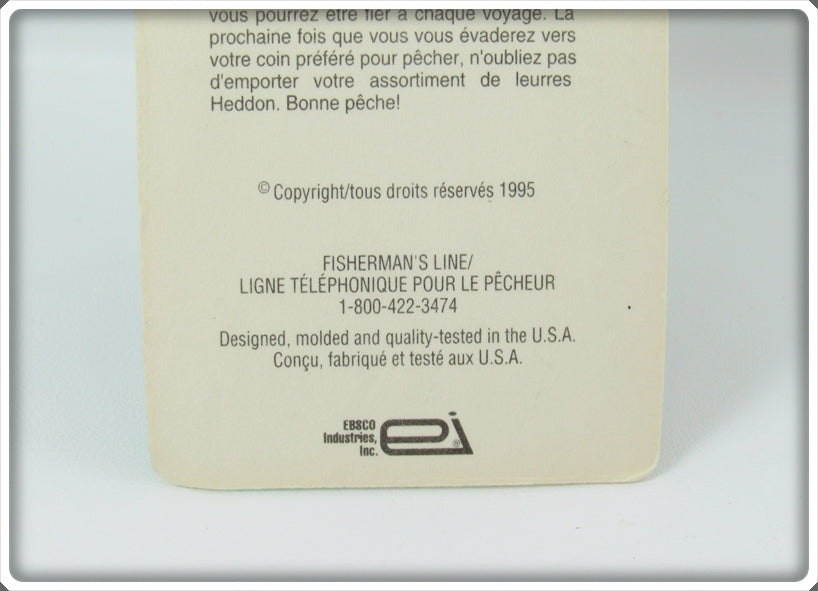 vous pourrez être fier à chaque voyage. La
prochaine fois que vous vous évaderez vers
votre coin préféré pour pêcher, n'oubliez pas
d'emporter votre assortiment de leurres
Heddon. Bonne pêche!
© Copyright/tous droits réservés 1995
FISHERMAN'S LINE/
LIGNE TÉLÉPHONIQUE POUR LE PÊCHEUR
1-800-422-3474
Designed, molded and quality-tested in the U.S.A.
Conçu, fabriqué et testé aux U.S.A.
EBSCO
Industries,
Inc.
ei®